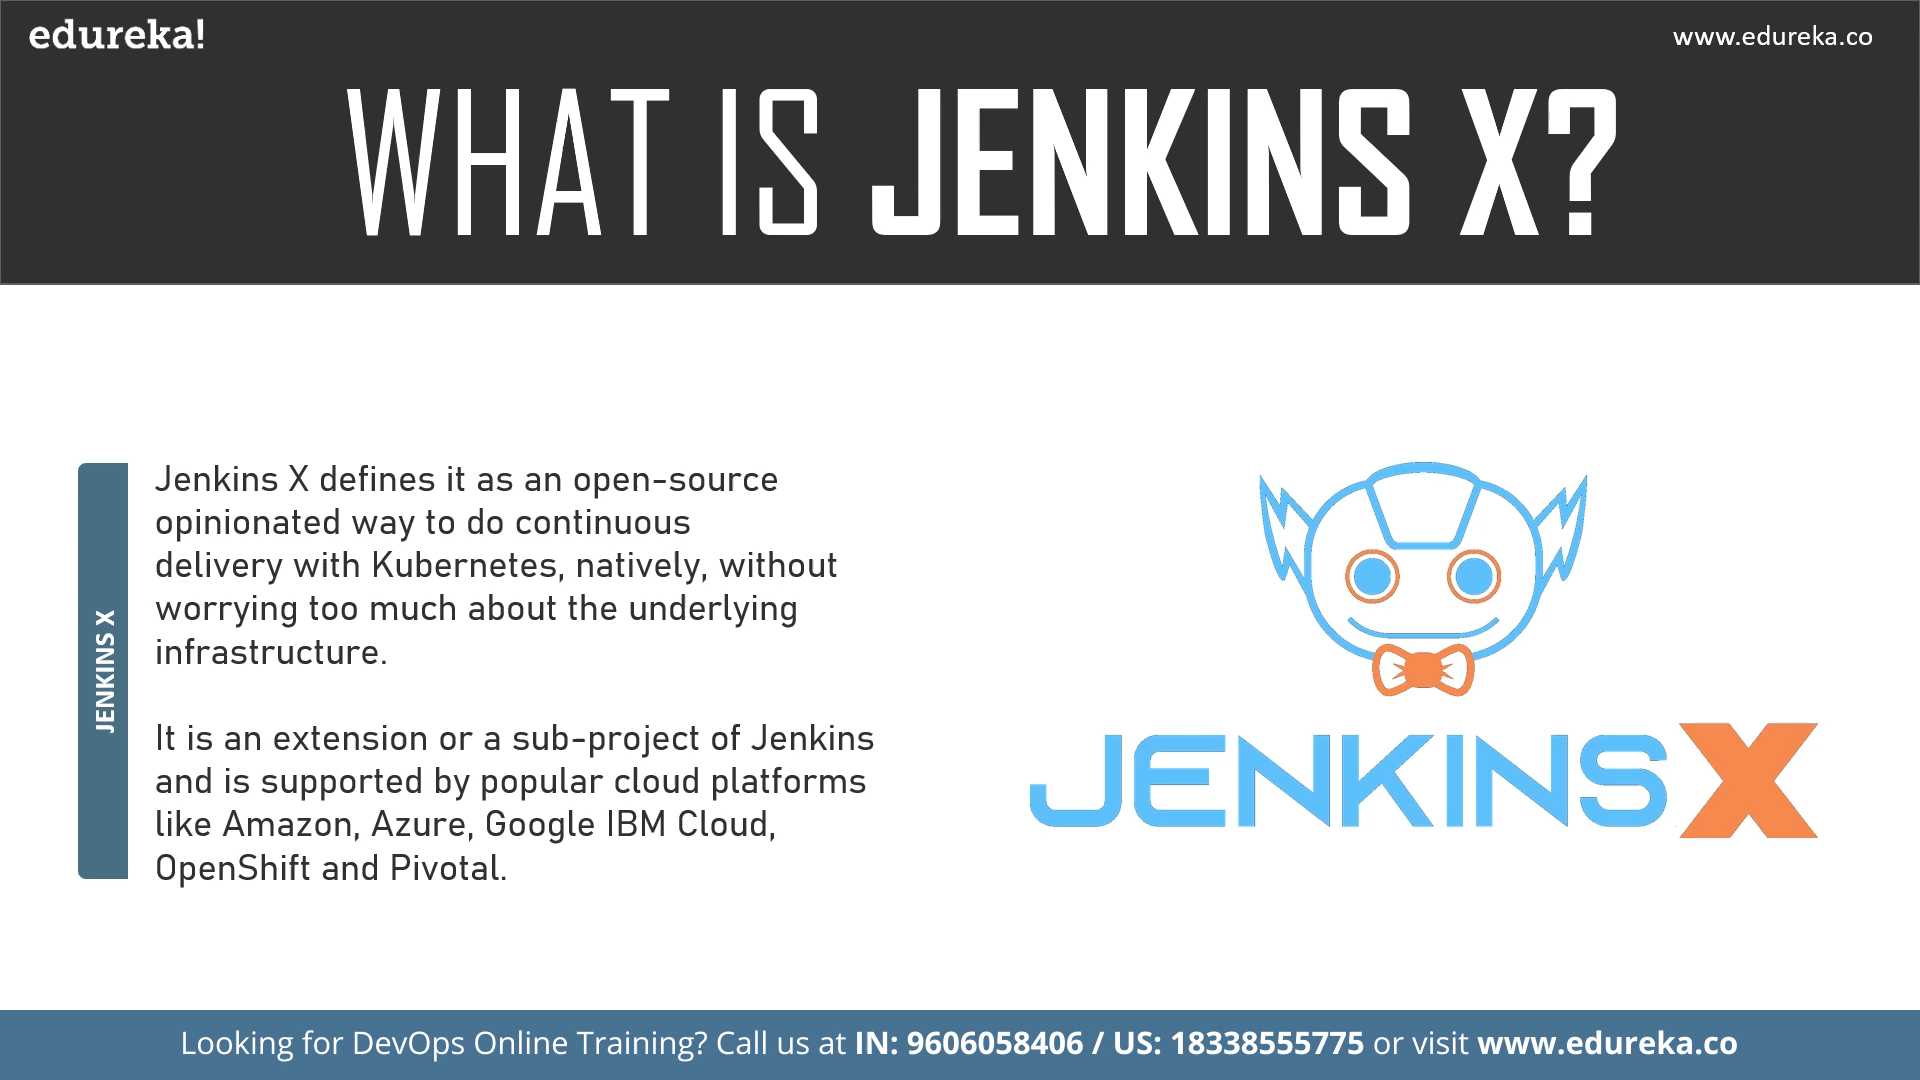 edureka!
www.edureka.co
WHAT IS JENKINS X?
JENKINS X
Jenkins X defines it as an open-source
opinionated way to do continuous
delivery with Kubernetes, natively, without
worrying too much about the underlying
infrastructure.
It is an extension or a sub-project of Jenkins
and is supported by popular cloud platforms
like Amazon, Azure, Google IBM Cloud,
OpenShift and Pivotal.
JENKINS X
Looking for DevOps Online Training? Call us at IN: 9606058406 / US: 18338555775 or visit www.edureka.co